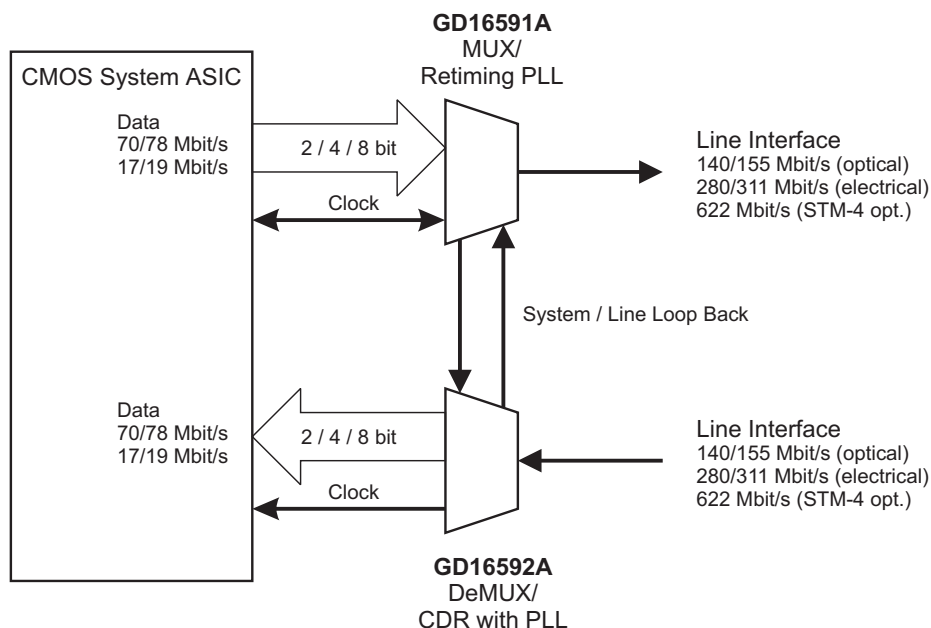 GD16591A
MUX/
Retiming PLL
CMOS System ASIC
Data
70/78 Mbit/s
17/19 Mbit/s
2 / 4 / 8 bit
Clock
Line Interface
140/155 Mbit/s (optical)
280/311 Mbit/s (electrical)
622 Mbit/s (STM-4 opt.)
System / Line Loop Back
Data
70/78 Mbit/s
17/19 Mbit/s
2 / 4 / 8 bit
Clock
Line Interface
140/155 Mbit/s (optical)
280/311 Mbit/s (electrical)
622 Mbit/s (STM-4 opt.)
GD16592A
DeMUX/
CDR with PLL